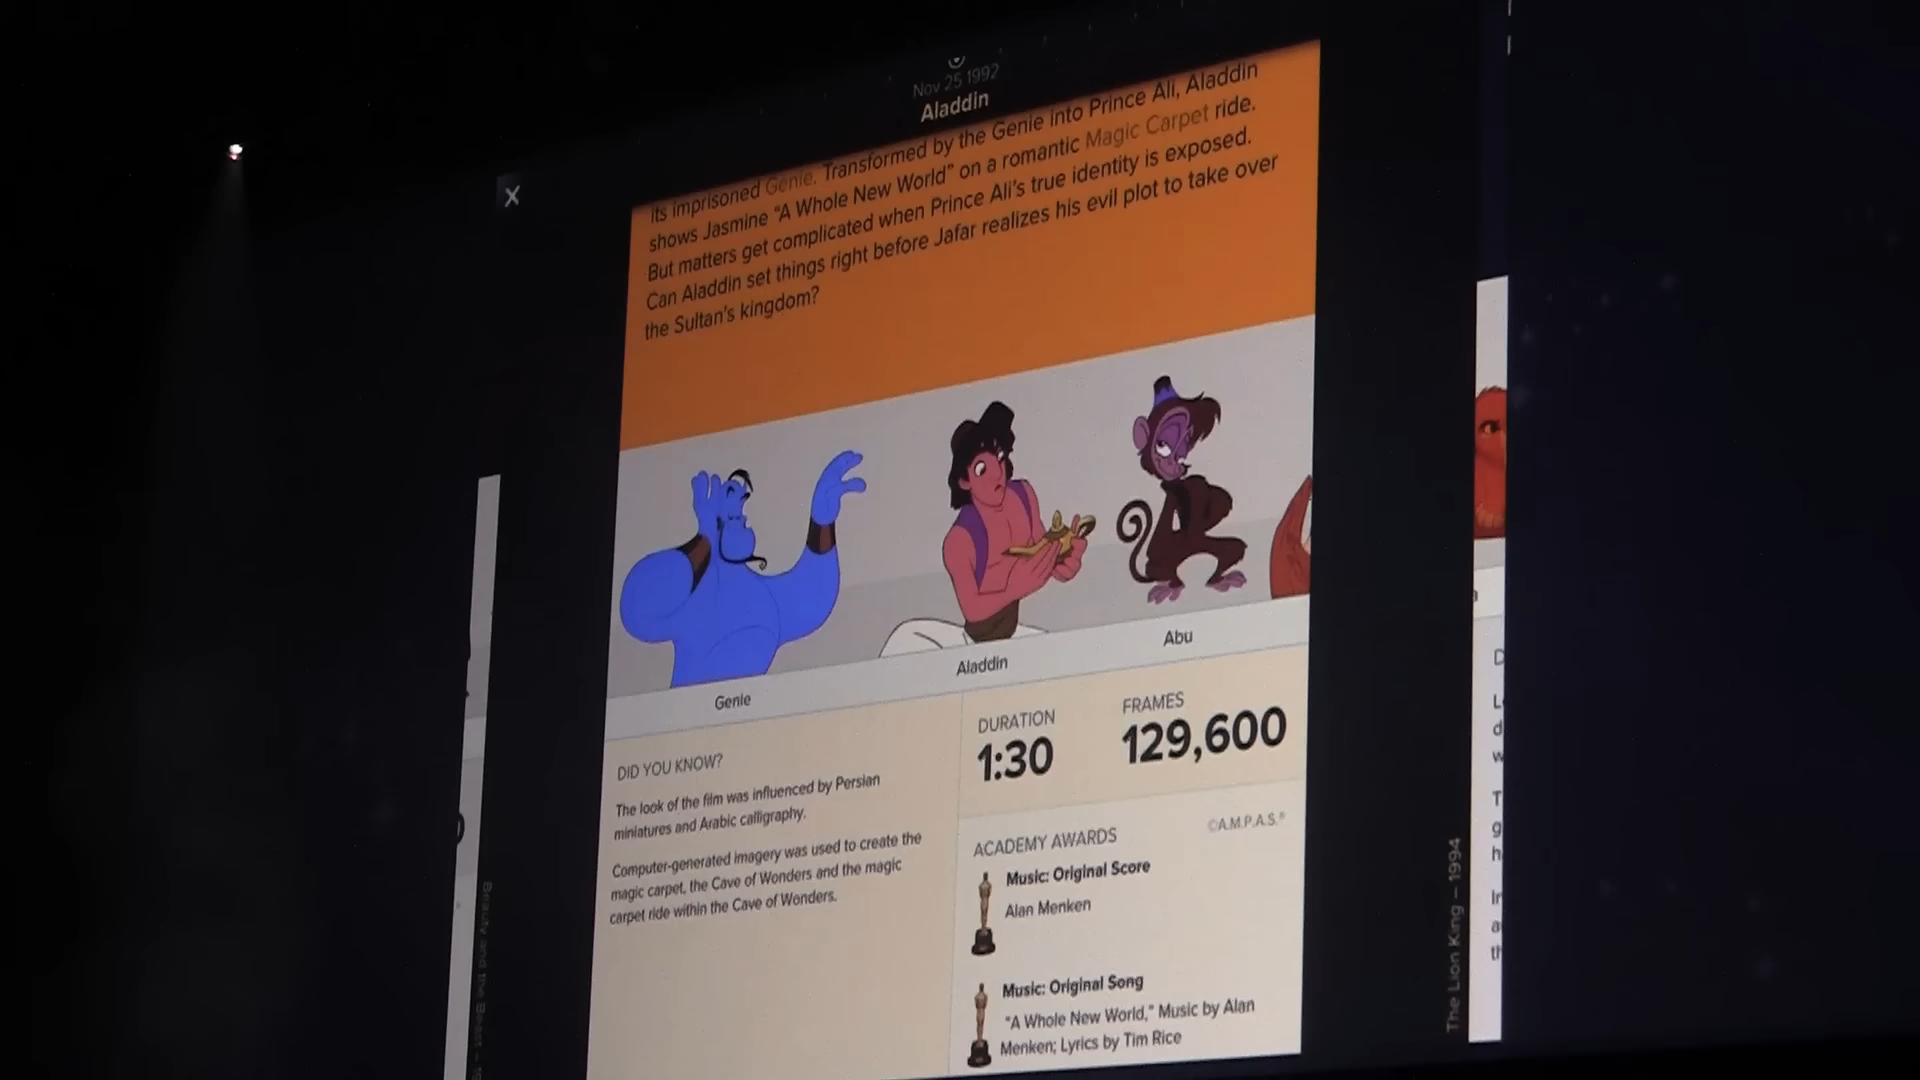 Nov 25 1992
Aladdin
X
its imprisoned Genie. Transformed by the Genie into Prince Ali, Aladdin
shows Jasmine “A Whole New World” on a romantic Magic Carpet ride.
But matters get complicated when Prince Ali's true identity is exposed.
Can Aladdin set things right before Jafar realizes his evil plot to take over
the Sultan's kingdom?
Genie
Aladdin
Abu
DID YOU KNOW?
The look of the film was influenced by Persian
miniatures and Arabic calligraphy.
Computer-generated imagery was used to create the
magic carpet, the Cave of Wonders and the magic
carpet ride within the Cave of Wonders.
DURATION
1:30
FRAMES
129,600
ACADEMY AWARDS
©A.M.P.A.S.®
Music: Original Score
Alan Menken
Music: Original Song
“A Whole New World,” Music by Alan
Menken; Lyrics by Tim Rice
Beauty and the Beast – 19
The Lion King – 1994